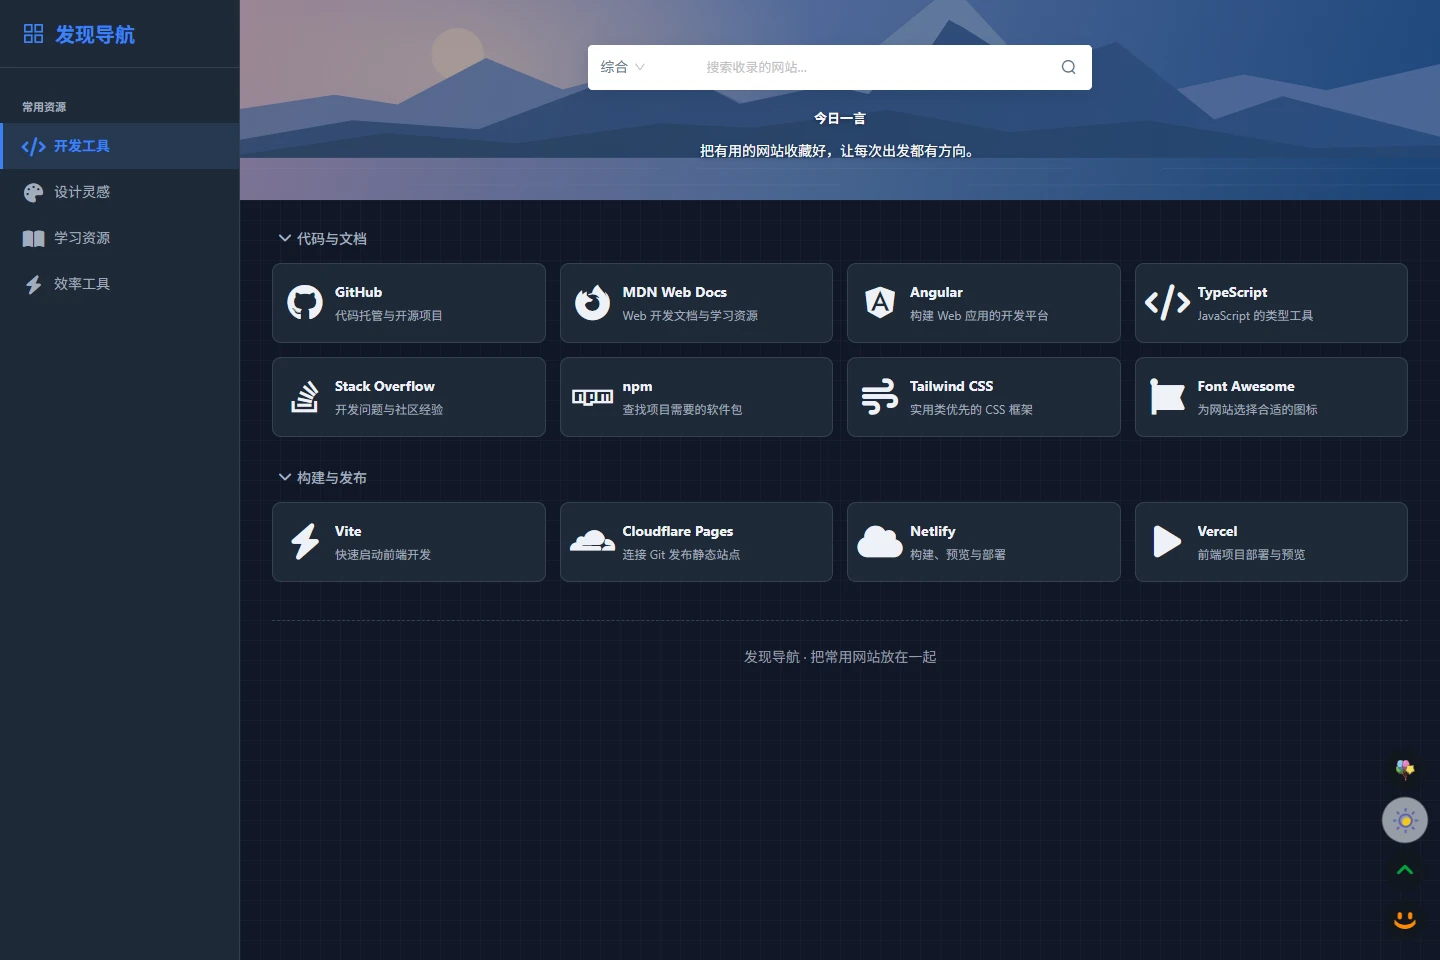 发现导航
常用资源
开发工具
设计灵感
学习资源
效率工具
综合
搜索收录的网站...
今日一言
把有用的网站收藏好，让每次出发都有方向。
代码与文档
GitHub
代码托管与开源项目
MDN Web Docs
Web 开发文档与学习资源
Angular
构建 Web 应用的开发平台
TypeScript
JavaScript 的类型工具
Stack Overflow
开发问题与社区经验
npm
npm
查找项目需要的软件包
Tailwind CSS
实用类优先的 CSS 框架
Font Awesome
为网站选择合适的图标
构建与发布
Vite
快速启动前端开发
Cloudflare Pages
连接 Git 发布静态站点
Netlify
构建、预览与部署
Vercel
前端项目部署与预览
发现导航 · 把常用网站放在一起